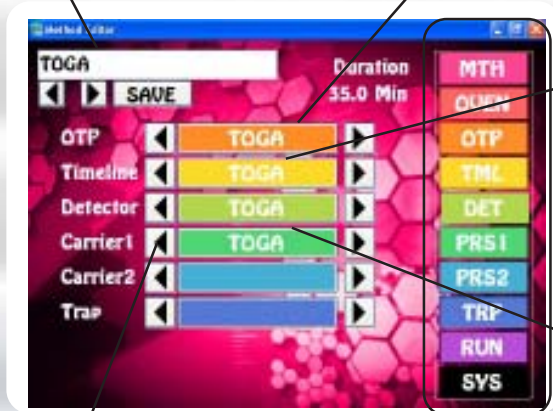 Method Editor
TOGA
Duration
SAVE
35.0 Min
OTP TOGA
Timeline TOGA
Detector TOGA
Carrier1 TOGA
Carrier2
Trap
MTH
OVEN
OTP
TML
DET
PRS1
PRS2
TRP
RUN
SYS